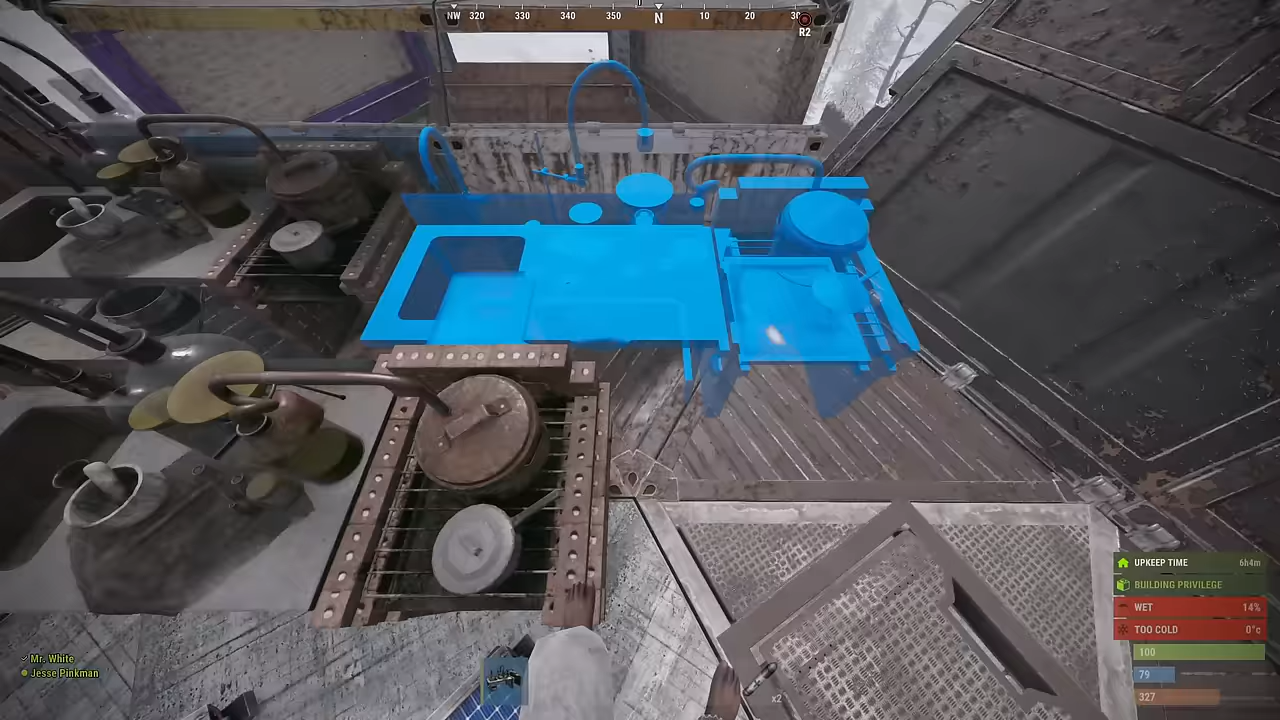 NW 320 330 340 350 N 10 20 30
R2
UPKEEP TIME 6h4m
BUILDING PRIVILEGE
WET 14%
TOO COLD 0°c
100
79
327
Mr. White
Jesse Pinkman
x2